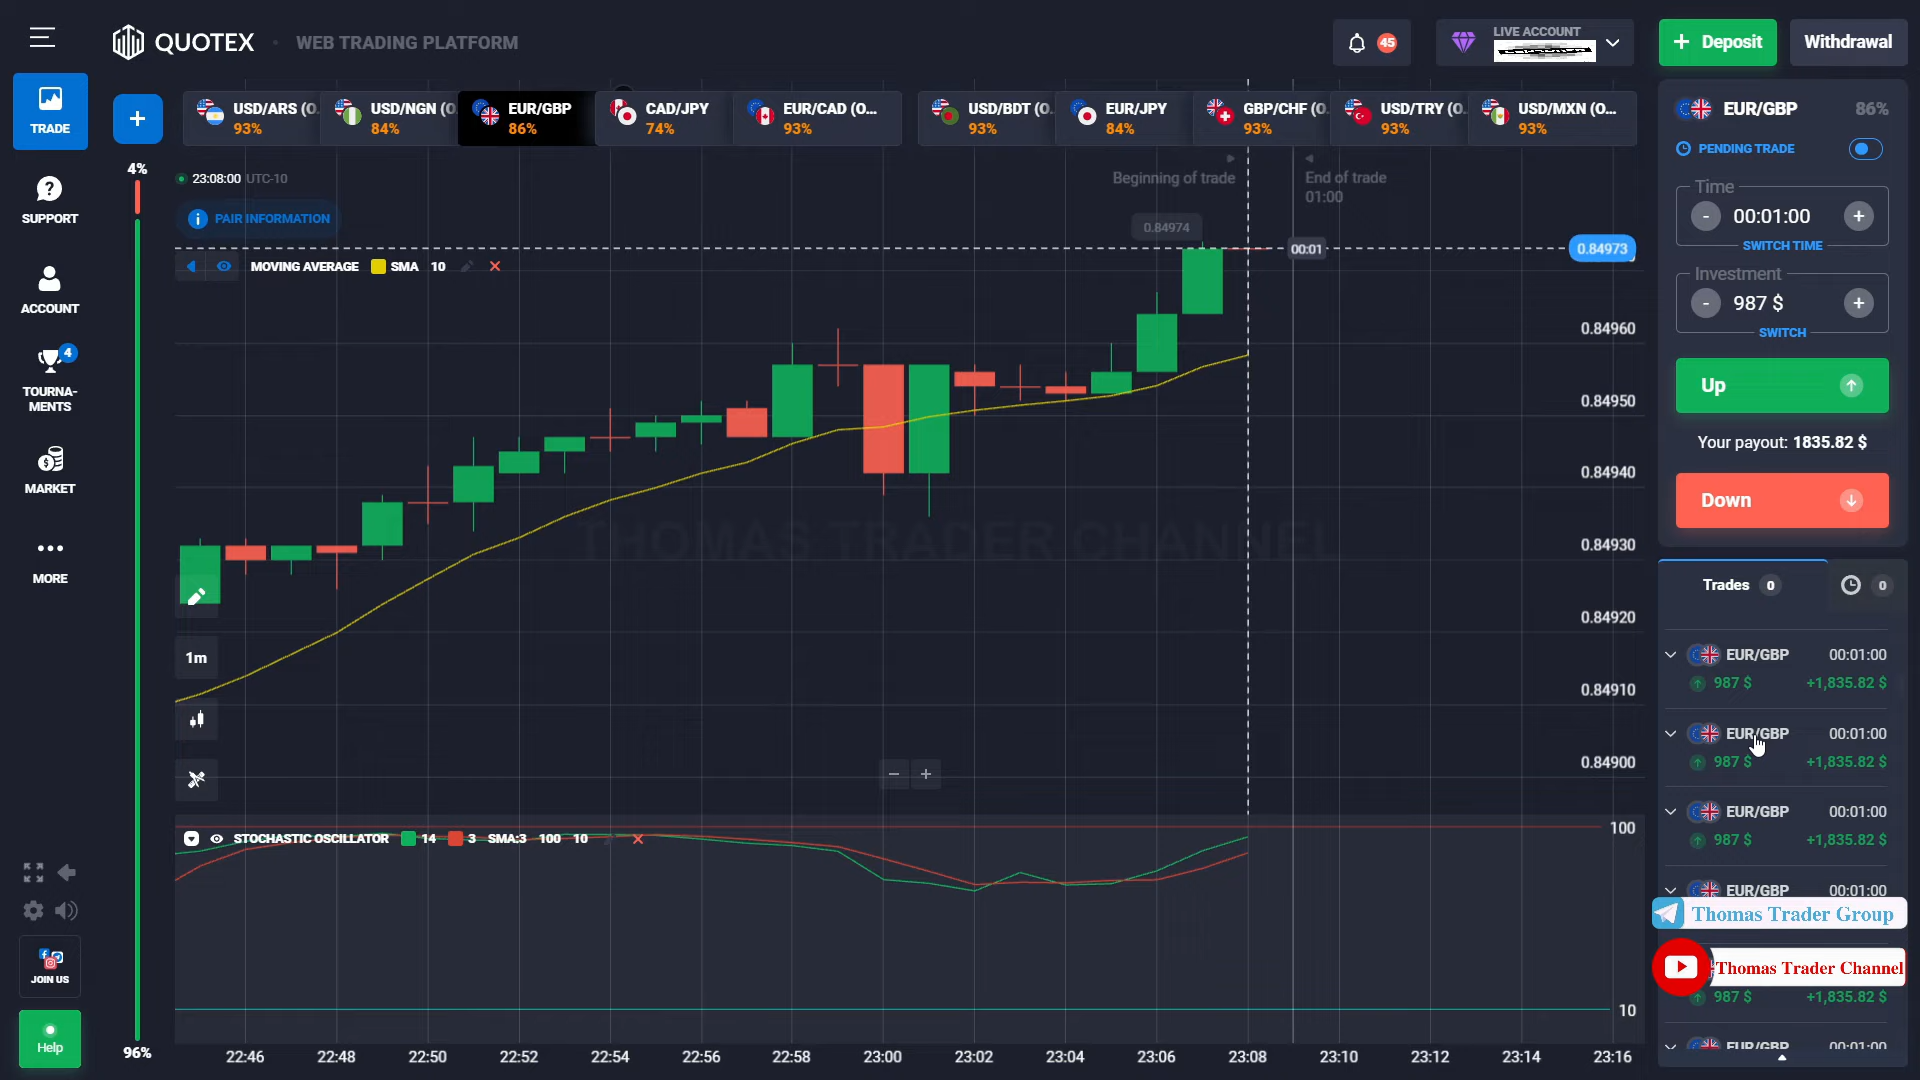 QUOTEX
WEB TRADING PLATFORM
45
LIVE ACCOUNT
+ Deposit
Withdrawal
TRADE
SUPPORT
ACCOUNT
4
TOURNA-
MENTS
MARKET
MORE
JOIN US
Help
+
4%
96%
USD/ARS (O.
93%
USD/NGN (O.
84%
EUR/GBP
86%
CAD/JPY
74%
EUR/CAD (O...
93%
USD/BDT (O.
93%
EUR/JPY
84%
GBP/CHF (O.
93%
USD/TRY (O.
93%
USD/MXN (O...
93%
23:08:00 UTC-10
PAIR INFORMATION
MOVING AVERAGE SMA 10
Beginning of trade
End of trade
01:00
0.84974
00:01
0.84973
0.84960
0.84950
0.84940
0.84930
0.84920
0.84910
0.84900
THOMAS TRADER CHANNEL
1m
- +
STOCHASTIC OSCILLATOR 14 3 SMA:3 100 10
100
10
22:46 22:48 22:50 22:52 22:54 22:56 22:58 23:00 23:02 23:04 23:06 23:08 23:10 23:12 23:14 23:16
EUR/GBP 86%
PENDING TRADE
Time
- 00:01:00 +
SWITCH TIME
Investment
- 987 $ +
SWITCH
Up
Your payout: 1835.82 $
Down
Trades 0 0
EUR/GBP 00:01:00
987 $ +1,835.82 $
EUR/GBP 00:01:00
987 $ +1,835.82 $
EUR/GBP 00:01:00
987 $ +1,835.82 $
EUR/GBP 00:01:00
Thomas Trader Group
Thomas Trader Channel
987 $ +1,835.82 $
EUR/GBP 00:01:00